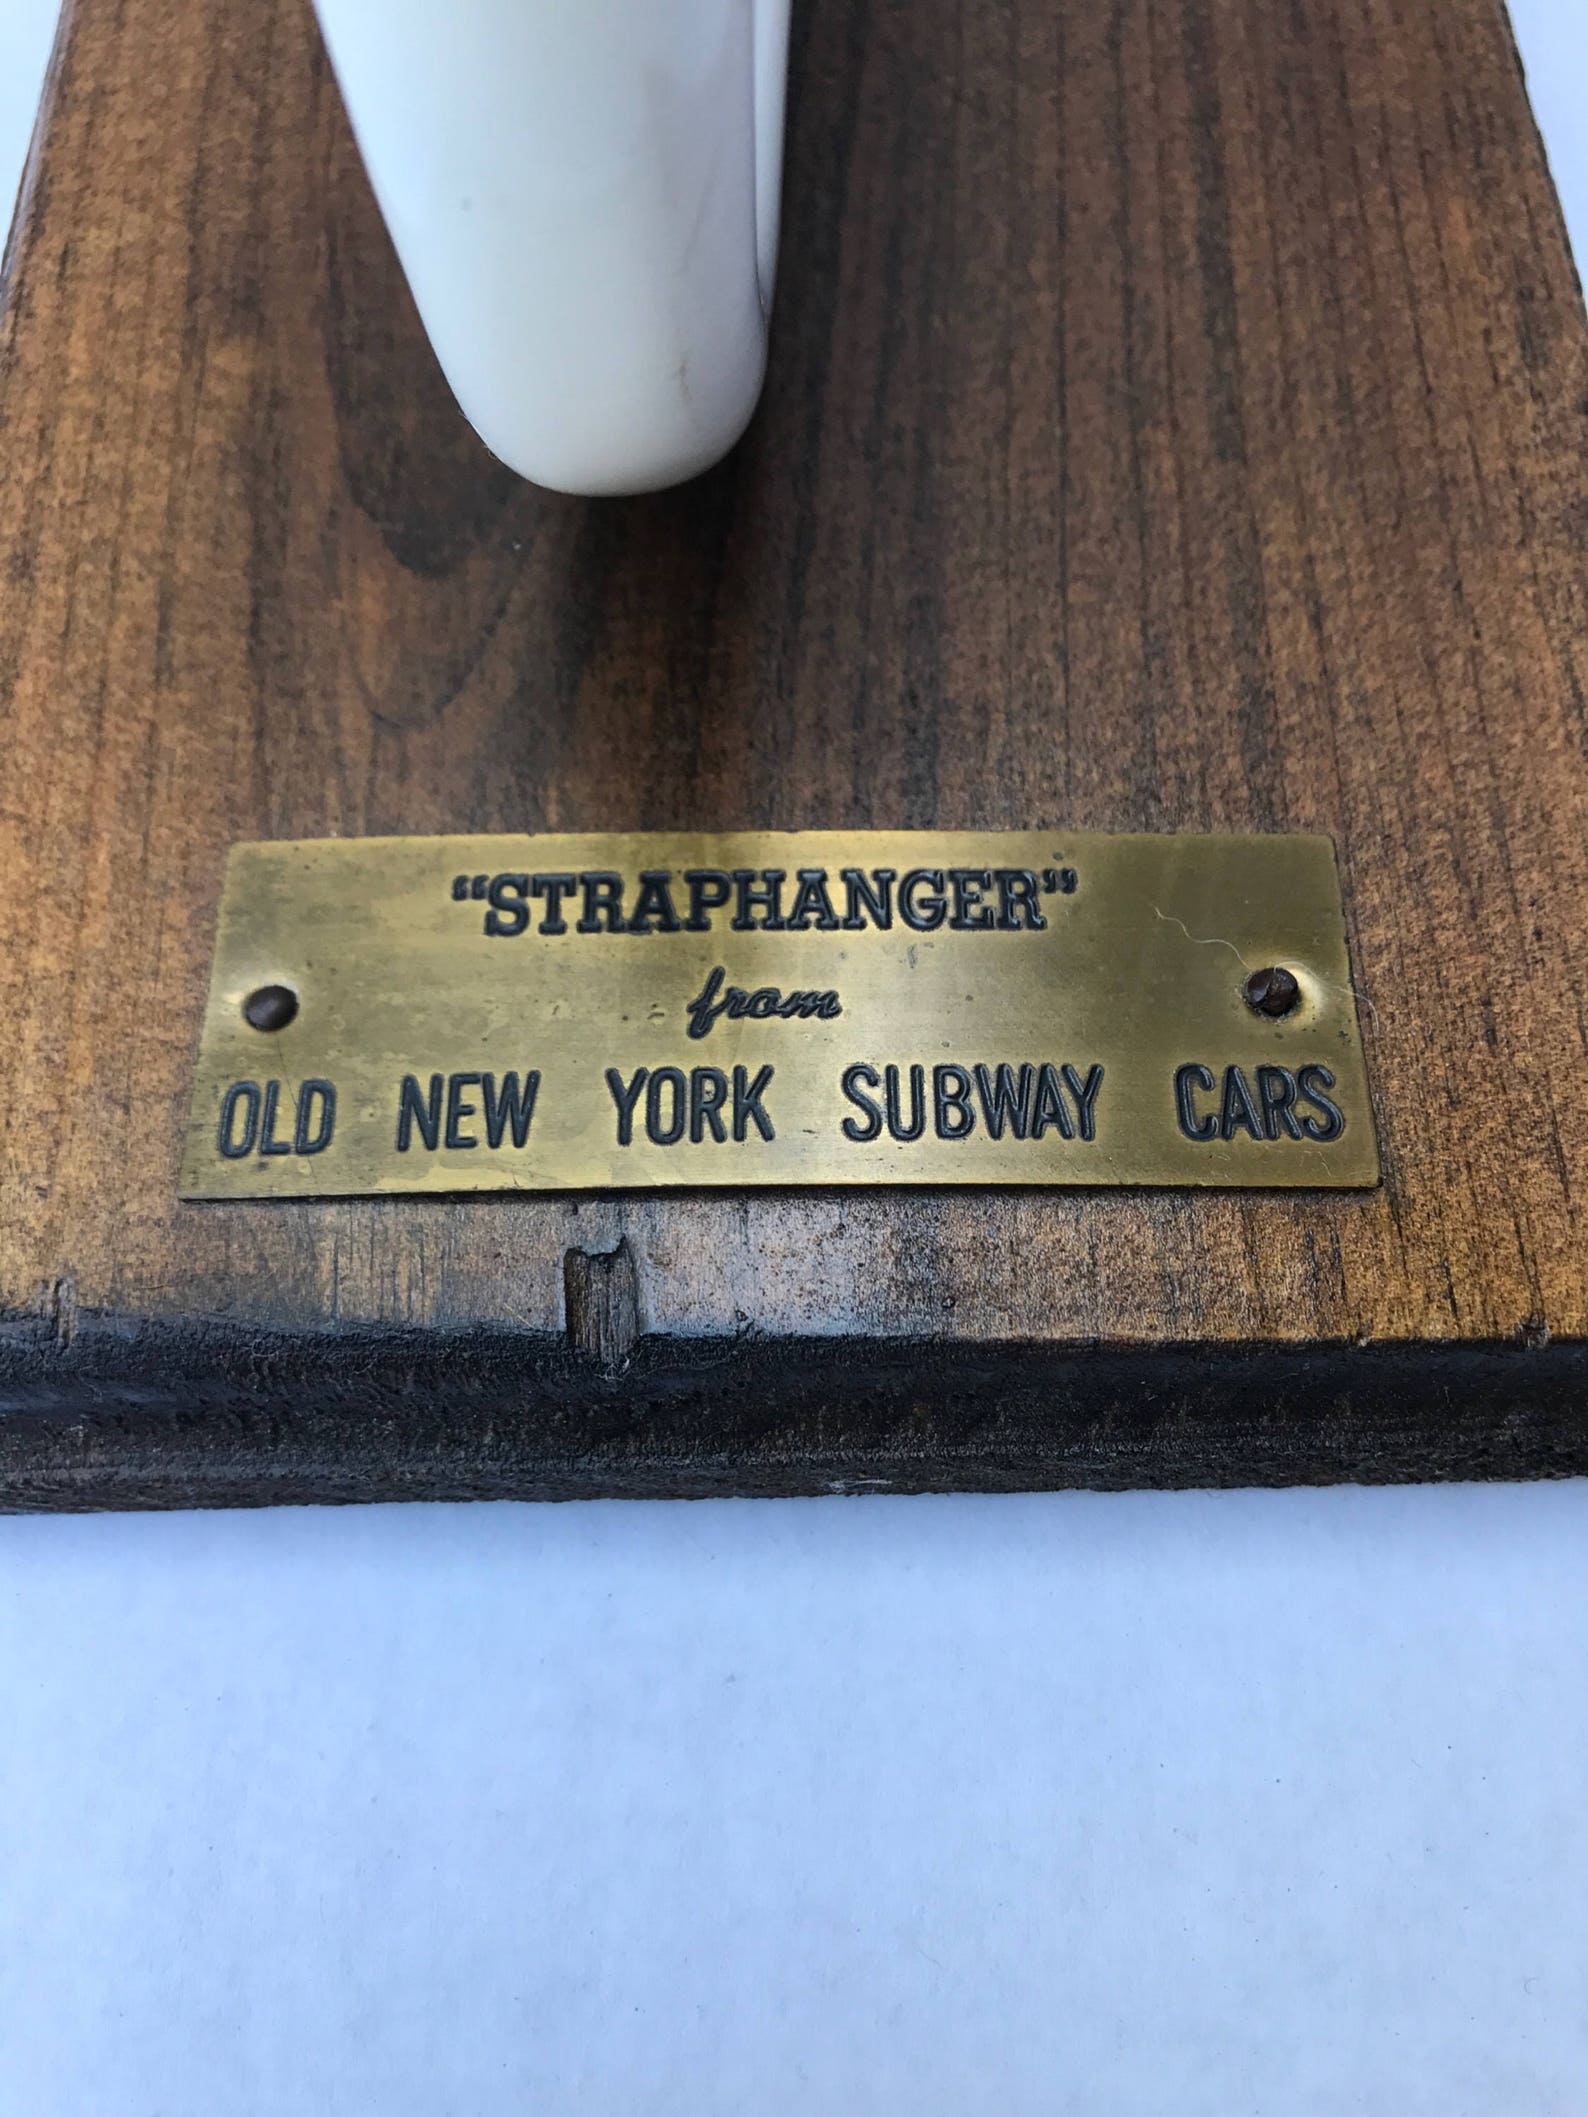 “STRAPHANGER”
from
OLD NEW YORK SUBWAY CARS